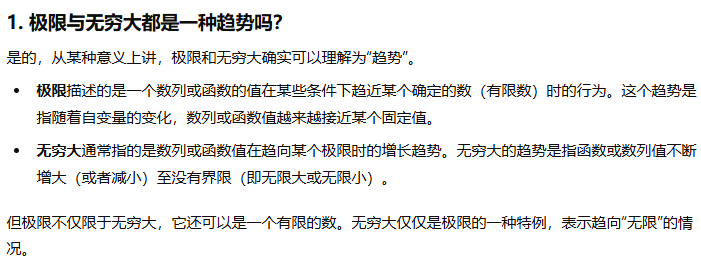 1. 极限与无穷大都是一种趋势吗?
是的，从某种意义上讲，极限和无穷大确实可以理解为“趋势”。
• 极限描述的是一个数列或函数的值在某些条件下趋近某个确定的数（有限数）时的行为。这个趋势是
指随着自变量的变化，数列或函数值越来越接近某个固定值。
• 无穷大通常指的是数列或函数值在趋向某个极限时的增长趋势。无穷大的趋势是指函数或数列值不断
增大（或者减小）至没有界限（即无限大或无限小）。
但极限不仅限于无穷大，它还可以是一个有限的数。无穷大仅仅是极限的一种特例，表示趋向“无限”的情
况。